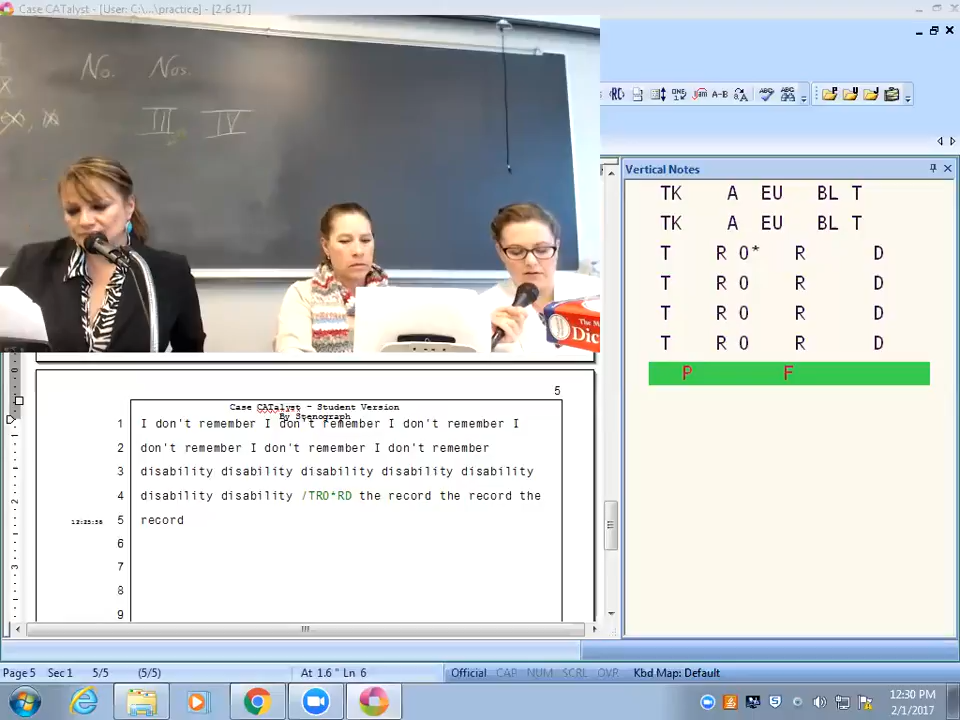 Case CATalyst - [User: C:\...\practice] - [2-6-17]
No. Nos.
III IV
The M
Dic
Vertical Notes
TK A EU BL T
TK A EU BL T
T R O* R D
T R O R D
T R O R D
T R O R D
P F
5
Case CATalyst - Student Version
By Stenograph
1 I don't remember I don't remember I don't remember I
2 don't remember I don't remember I don't remember
3 disability disability disability disability disability
4 disability disability /TRO*RD the record the record the
12:25:58 5 record
6
7
8
9
Page 5 Sec 1 5/5 (5/5) At 1.6 " Ln 6 Official CAP NUM SCRL OVR Kbd Map: Default
12:30 PM
2/1/2017